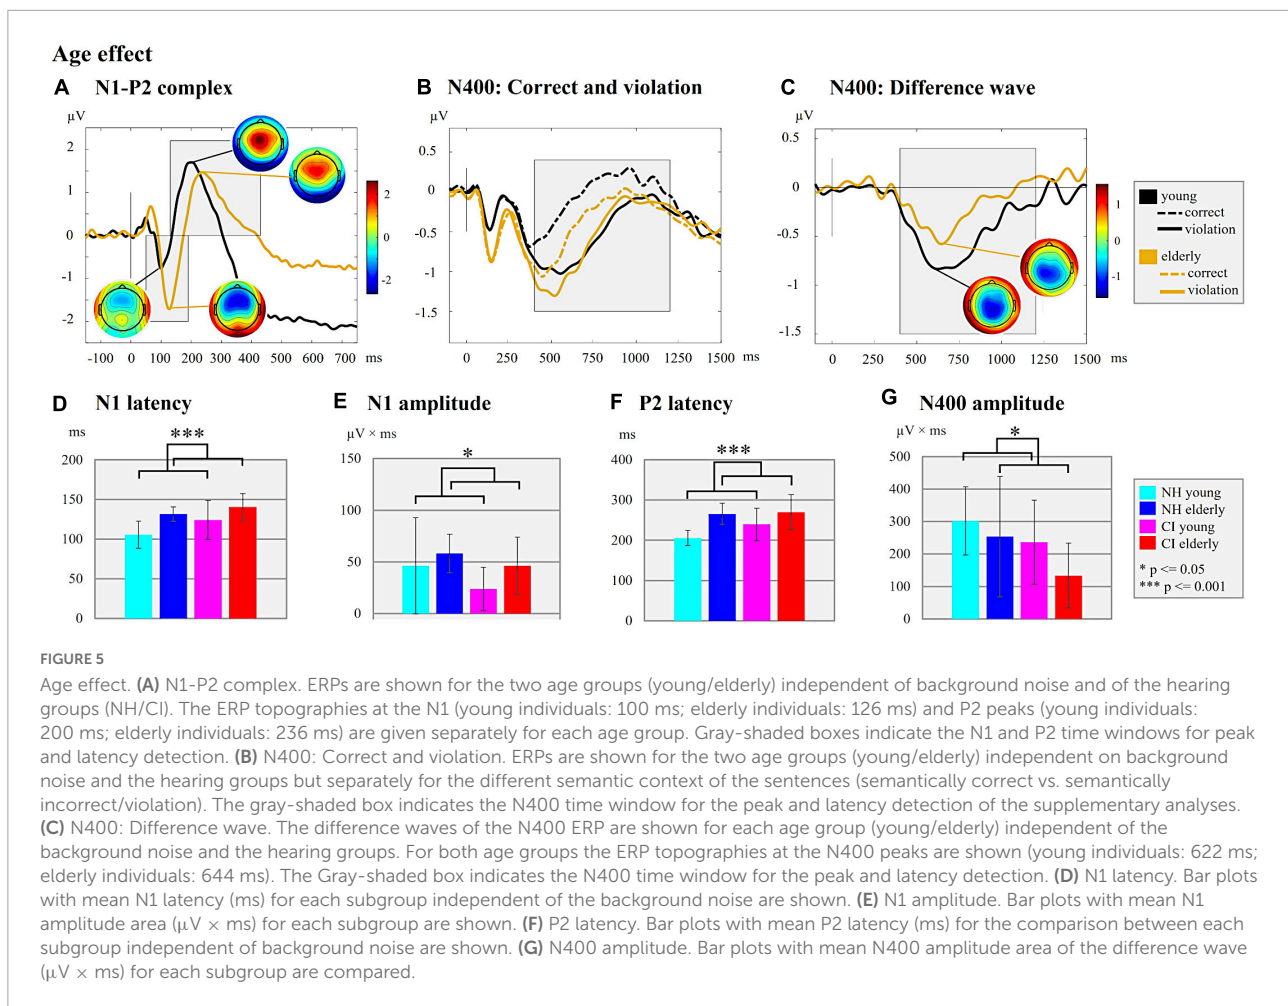 Age effect
A N1-P2 complex
µV
2
1
0
-1
-2
-100 0 100 200 300 400 500 600 700 ms
2
0
-2
B N400: Correct and violation
µV
0.5
0
-0.5
-1
-1.5
0 250 500 750 1000 1250 1500 ms
C N400: Difference wave
µV
0.5
0
-0.5
-1
-1.5
0 250 500 750 1000 1250 1500 ms
1
0
-1
young
correct
violation
elderly
correct
violation
D N1 latency
ms
200
150
100
50
0
***
E N1 amplitude
µV × ms
150
100
50
0
*
F P2 latency
ms
400
300
200
100
0
***
G N400 amplitude
µV × ms
500
400
300
200
100
0
*
NH young
NH elderly
CI young
CI elderly
* p <= 0.05
*** p <= 0.001
FIGURE 5
Age effect. (A) N1-P2 complex. ERPs are shown for the two age groups (young/elderly) independent of background noise and of the hearing
groups (NH/CI). The ERP topographies at the N1 (young individuals: 100 ms; elderly individuals: 126 ms) and P2 peaks (young individuals:
200 ms; elderly individuals: 236 ms) are given separately for each age group. Gray-shaded boxes indicate the N1 and P2 time windows for peak
and latency detection. (B) N400: Correct and violation. ERPs are shown for the two age groups (young/elderly) independent on background
noise and the hearing groups but separately for the different semantic context of the sentences (semantically correct vs. semantically
incorrect/violation). The gray-shaded box indicates the N400 time window for the peak and latency detection of the supplementary analyses.
(C) N400: Difference wave. The difference waves of the N400 ERP are shown for each age group (young/elderly) independent of the
background noise and the hearing groups. For both age groups the ERP topographies at the N400 peaks are shown (young individuals: 622 ms;
elderly individuals: 644 ms). The Gray-shaded box indicates the N400 time window for the peak and latency detection. (D) N1 latency. Bar plots
with mean N1 latency (ms) for each subgroup independent of the background noise are shown. (E) N1 amplitude. Bar plots with mean N1
amplitude area (µV × ms) for each subgroup are shown. (F) P2 latency. Bar plots with mean P2 latency (ms) for the comparison between each
subgroup independent of background noise are shown. (G) N400 amplitude. Bar plots with mean N400 amplitude area of the difference wave
(µV × ms) for each subgroup are compared.